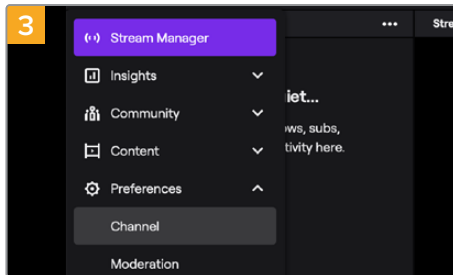 3
Stream Manager
Stre
Insights
iet...
Community
ows, subs,
Content
tivity here.
Preferences
Channel
Moderation